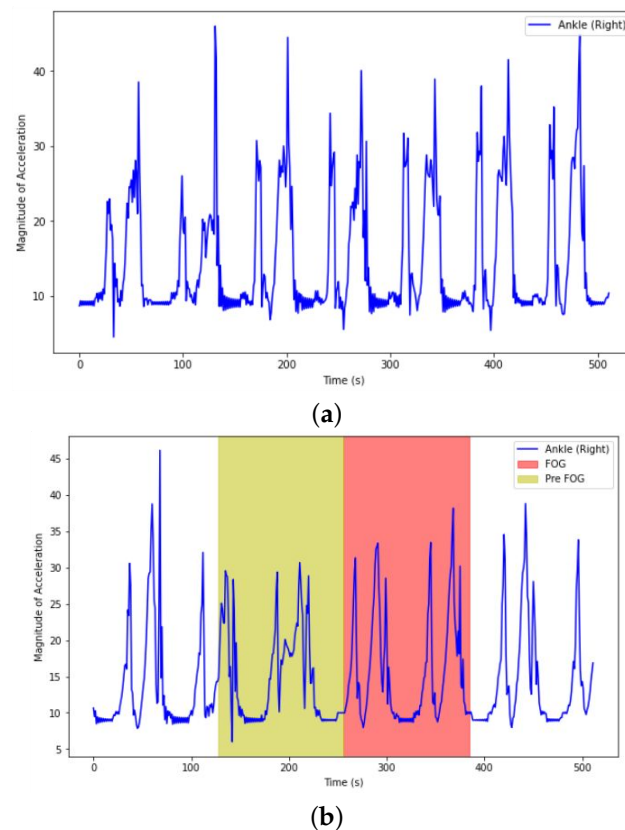 Ankle (Right)
40
30
20
10
Magnitude of Acceleration
0 100 200 300 400 500
Time (s)
(a)
Ankle (Right)
FOG
Pre FOG
45
40
35
30
25
20
15
10
5
Magnitude of Acceleration
0 100 200 300 400 500
Time (s)
(b)